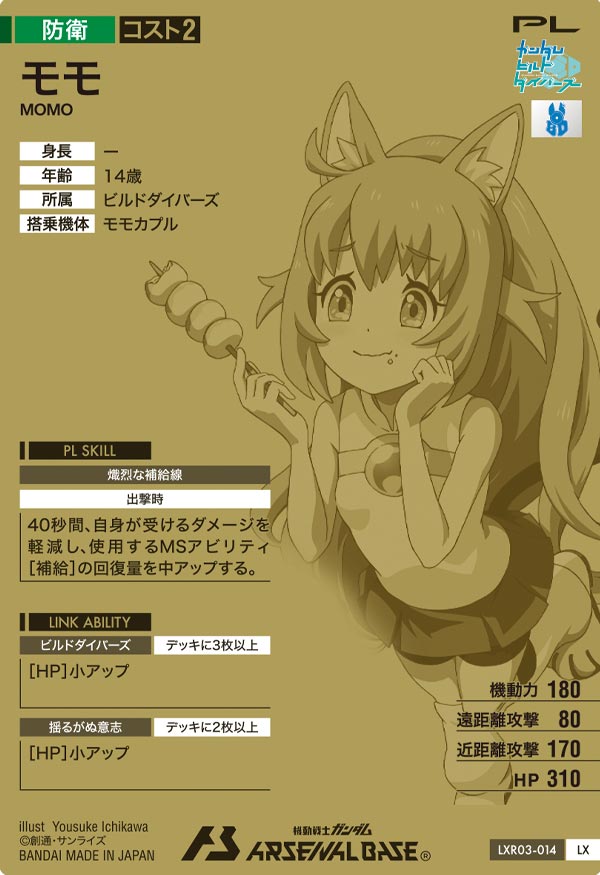 防衛 コスト2
PL
ガンダム
ビルド
ダイバーズ
モモ
MOMO
身長 ー
年齢 14歳
所属 ビルドダイバーズ
搭乗機体 モモカプル
PL SKILL
熾烈な補給線
出撃時
40秒間、自身が受けるダメージを
軽減し、使用するMSアビリティ
[補給]の回復量を中アップする。
LINK ABILITY
ビルドダイバーズ デッキに3枚以上
[HP]小アップ
揺るがぬ意志 デッキに2枚以上
[HP]小アップ
機動力 180
遠距離攻撃 80
近距離攻撃 170
HP 310
illust Yousuke Ichikawa
©創通・サンライズ
BANDAI MADE IN JAPAN
機動戦士ガンダム
ARSENAL BASE®
LXR03-014 LX